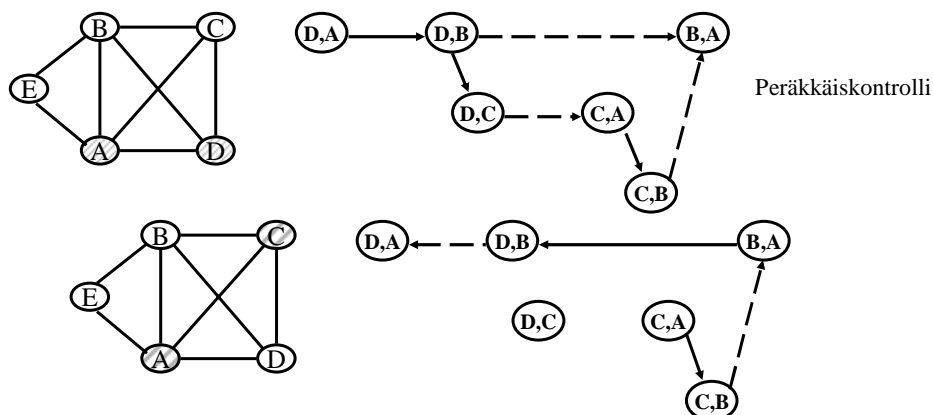 B C D,A D,B B,A
E D,C C,A Peräkkäiskontrolli
A D
C,B
B C D,A D,B B,A
E D,C C,A
A D
C,B